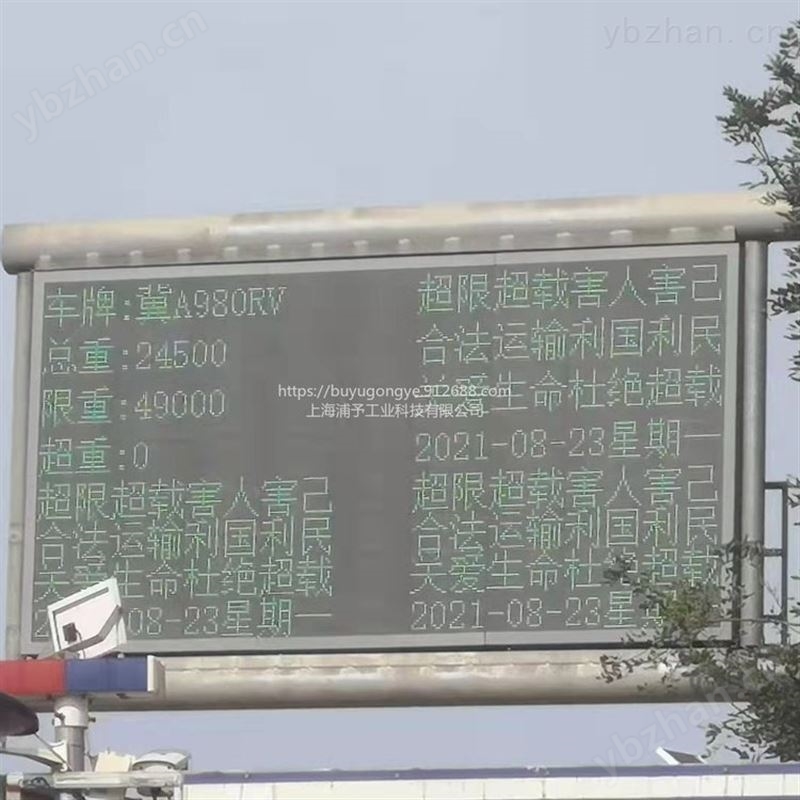 ybzhan.cn
ybzhan.cn
车牌:冀A980RV
总重:24500
限重:49000
超重:0
超限超载害人害己
合法运输利国利民
关爱生命杜绝超载
08-23星期一
超限超载害人害己
合法运输利国利民
生命杜绝超载
2021-08-23星期一
超限超载害人害己
合法运输利国利民
关爱生命杜绝超载
2021-08-23星期
https://buyugongye.912688.com
上海浦予工业科技有限公司
ybzhan.cn